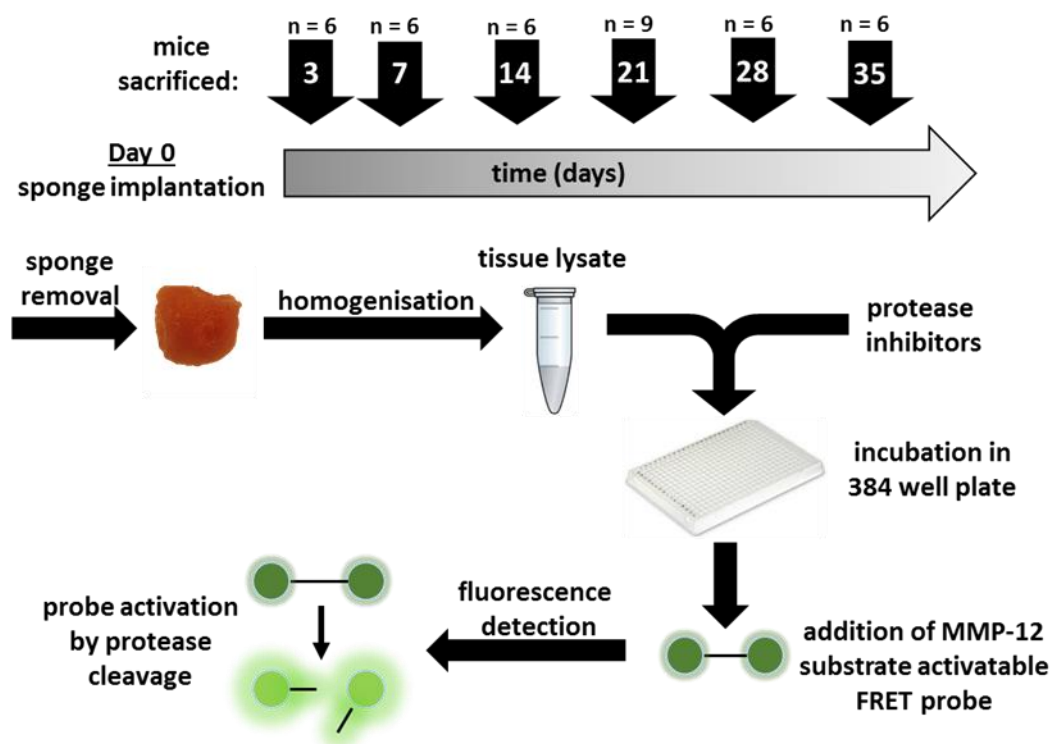 n = 6 n = 6 n = 6 n = 9 n = 6 n = 6
mice
sacrificed:
3 7 14 21 28 35
Day 0
sponge implantation
time (days)
sponge
removal
homogenisation
tissue lysate
protease
inhibitors
incubation in
384 well plate
addition of MMP-12
substrate activatable
FRET probe
fluorescence
detection
probe activation
by protease
cleavage